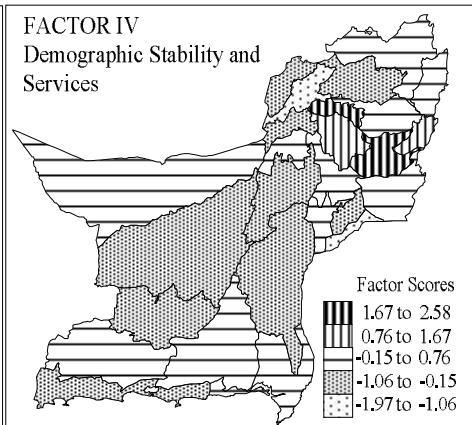 FACTOR IV
Demographic Stability and
Services
Factor Scores
1.67 to 2.58
0.76 to 1.67
-0.15 to 0.76
-1.06 to -0.15
-1.97 to -1.06